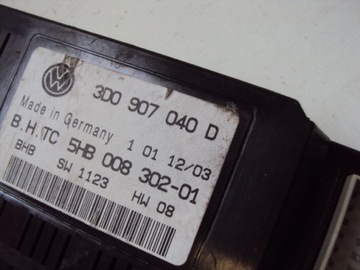 3D0 907 040 D
Made in Germany 1 01 12/03
B.H.TC 5HB 008 302-01
BHB SW 1123 HW 08